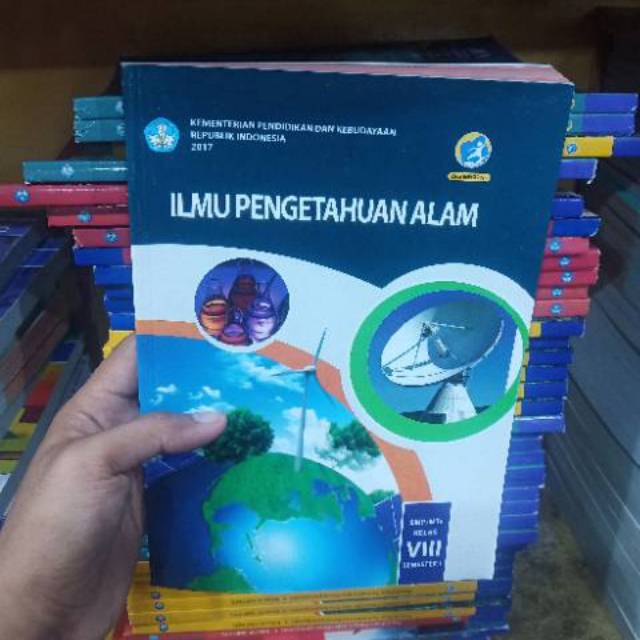 KEMENTERIAN PENDIDIKAN DAN KEBUDAYAAN
REPUBLIK INDONESIA
2017
ILMU PENGETAHUAN ALAM
SMP/MTs
KELAS
VIII
SEMESTER 1